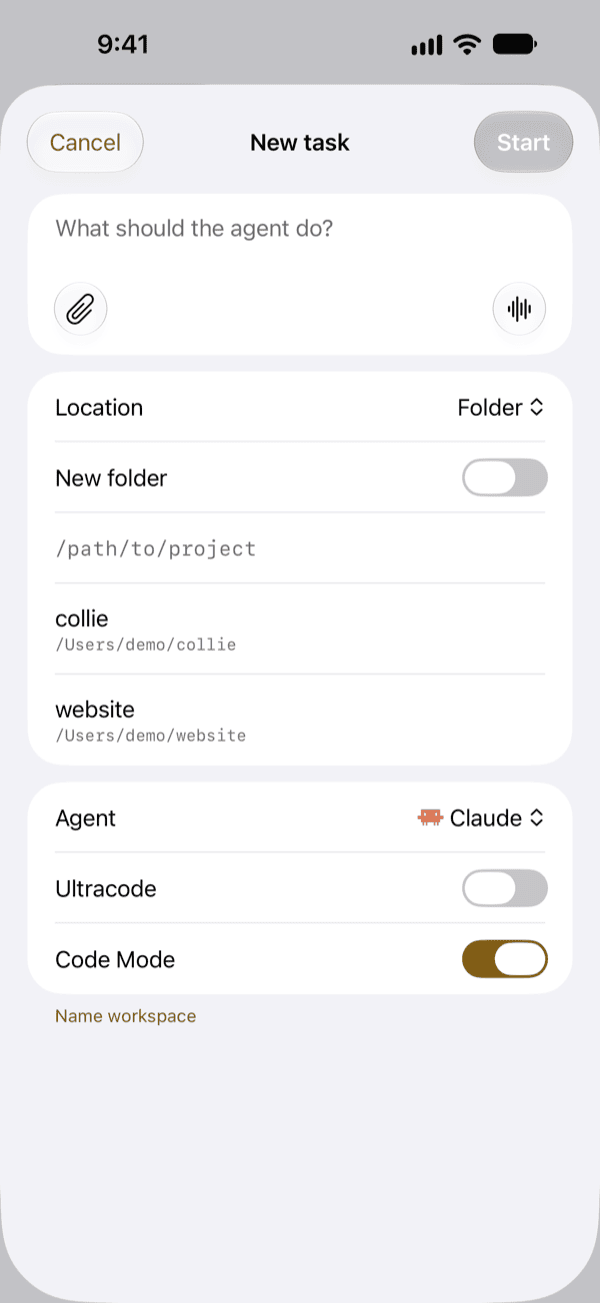 9:41
Cancel
New task
Start
What should the agent do?
Location
Folder
New folder
/path/to/project
collie
/Users/demo/collie
website
/Users/demo/website
Agent
Claude
Ultracode
Code Mode
Name workspace